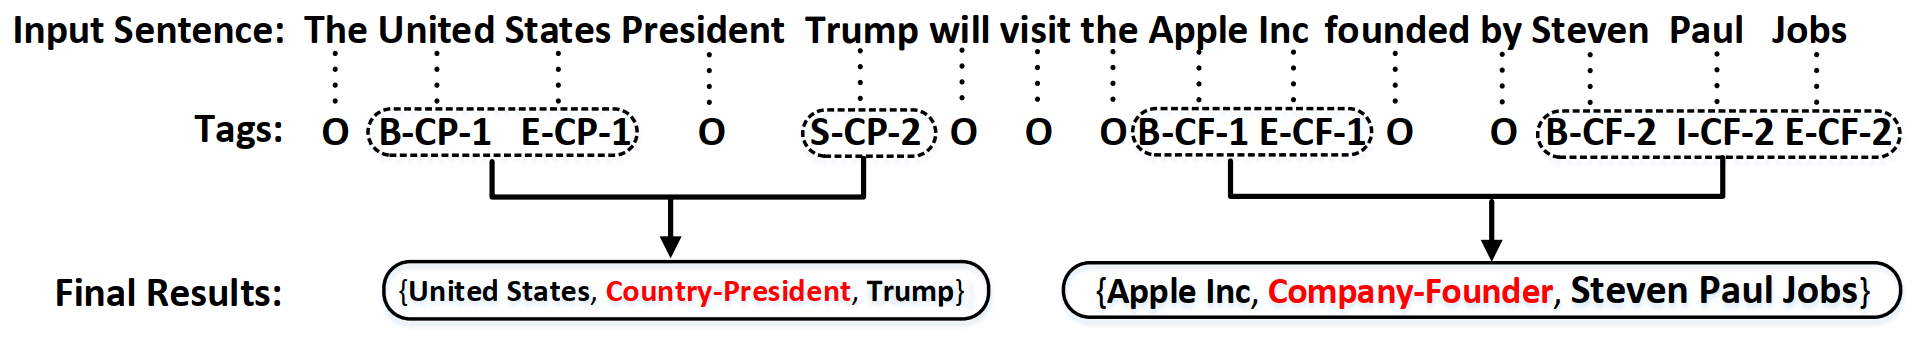 Input Sentence: The United States President Trump will visit the Apple Inc founded by Steven Paul Jobs
Tags: O B-CP-1 E-CP-1 O S-CP-2 O O O B-CF-1 E-CF-1 O O B-CF-2 I-CF-2 E-CF-2
Final Results: {United States, Country-President, Trump} {Apple Inc, Company-Founder, Steven Paul Jobs}